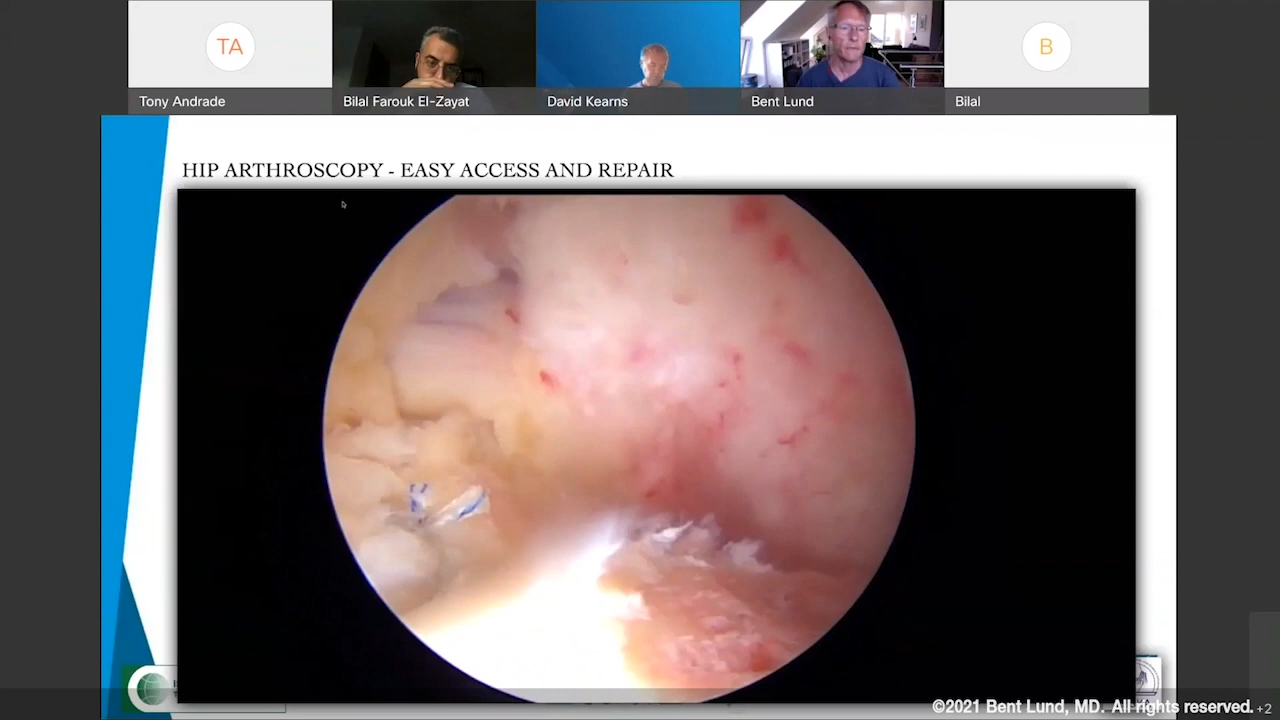 TA
B
Tony Andrade
Bilal Farouk El-Zayat
David Kearns
Bent Lund
Bilal
HIP ARTHROSCOPY - EASY ACCESS AND REPAIR
©2021 Bent Lund, MD. All rights reserved. +2